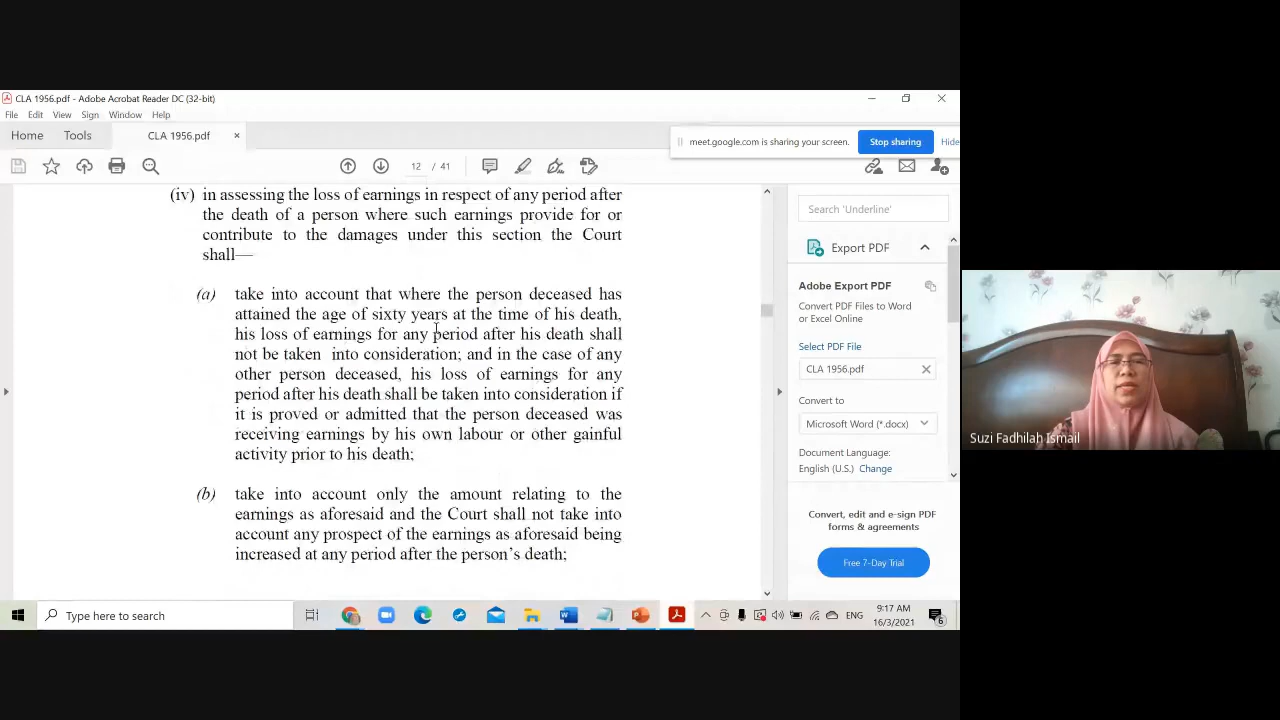 CLA 1956.pdf - Adobe Acrobat Reader DC (32-bit)
File Edit View Sign Window Help
Home Tools CLA 1956.pdf ×
meet.google.com is sharing your screen. Stop sharing Hide
12 / 41
(iv) in assessing the loss of earnings in respect of any period after
the death of a person where such earnings provide for or
contribute to the damages under this section the Court
shall—
(a) take into account that where the person deceased has
attained the age of sixty years at the time of his death,
his loss of earnings for any period after his death shall
not be taken into consideration; and in the case of any
other person deceased, his loss of earnings for any
period after his death shall be taken into consideration if
it is proved or admitted that the person deceased was
receiving earnings by his own labour or other gainful
activity prior to his death;
(b) take into account only the amount relating to the
earnings as aforesaid and the Court shall not take into
account any prospect of the earnings as aforesaid being
increased at any period after the person's death;
Search 'Underline'
Export PDF
Adobe Export PDF
Convert PDF Files to Word
or Excel Online
Select PDF File
CLA 1956.pdf
Convert to
Microsoft Word (*.docx)
Document Language:
English (U.S.) Change
Convert, edit and e-sign PDF
forms & agreements
Free 7-Day Trial
Suzi Fadhilah Ismail
Type here to search
ENG
9:17 AM
16/3/2021
6